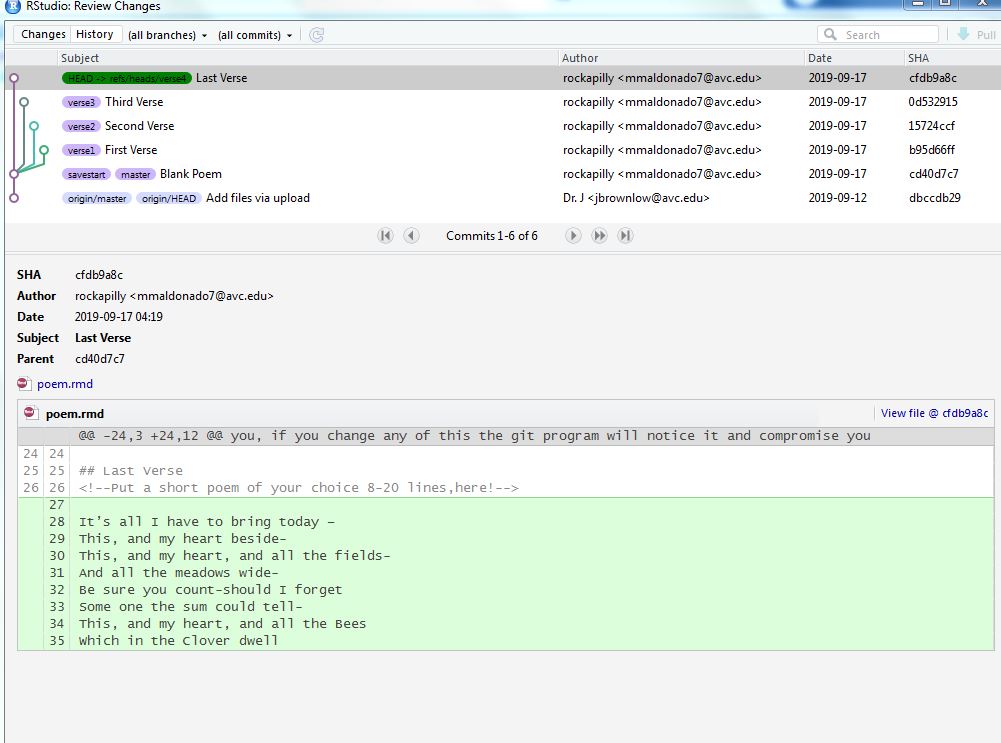 RStudio: Review Changes
Changes History (all branches) (all commits) Search Pull
Subject Author Date SHA
HEAD -> refs/heads/verse4 Last Verse rockapilly <mmaldonado7@avc.edu> 2019-09-17 cfdb9a8c
verse3 Third Verse rockapilly <mmaldonado7@avc.edu> 2019-09-17 0d532915
verse2 Second Verse rockapilly <mmaldonado7@avc.edu> 2019-09-17 15724ccf
verse1 First Verse rockapilly <mmaldonado7@avc.edu> 2019-09-17 b95d66ff
savestart master Blank Poem rockapilly <mmaldonado7@avc.edu> 2019-09-17 cd40d7c7
origin/master origin/HEAD Add files via upload Dr. J <jbrownlow@avc.edu> 2019-09-12 dbccdb29
Commits 1-6 of 6
SHA cfdb9a8c
Author rockapilly <mmaldonado7@avc.edu>
Date 2019-09-17 04:19
Subject Last Verse
Parent cd40d7c7
poem.rmd
poem.rmd View file @ cfdb9a8c
@@ -24,3 +24,12 @@ you, if you change any of this the git program will notice it and compromise you
24 24
25 25 ## Last Verse
26 26 <!--Put a short poem of your choice 8-20 lines,here!-->
27
28 It’s all I have to bring today –
29 This, and my heart beside-
30 This, and my heart, and all the fields-
31 And all the meadows wide-
32 Be sure you count-should I forget
33 Some one the sum could tell-
34 This, and my heart, and all the Bees
35 Which in the Clover dwell